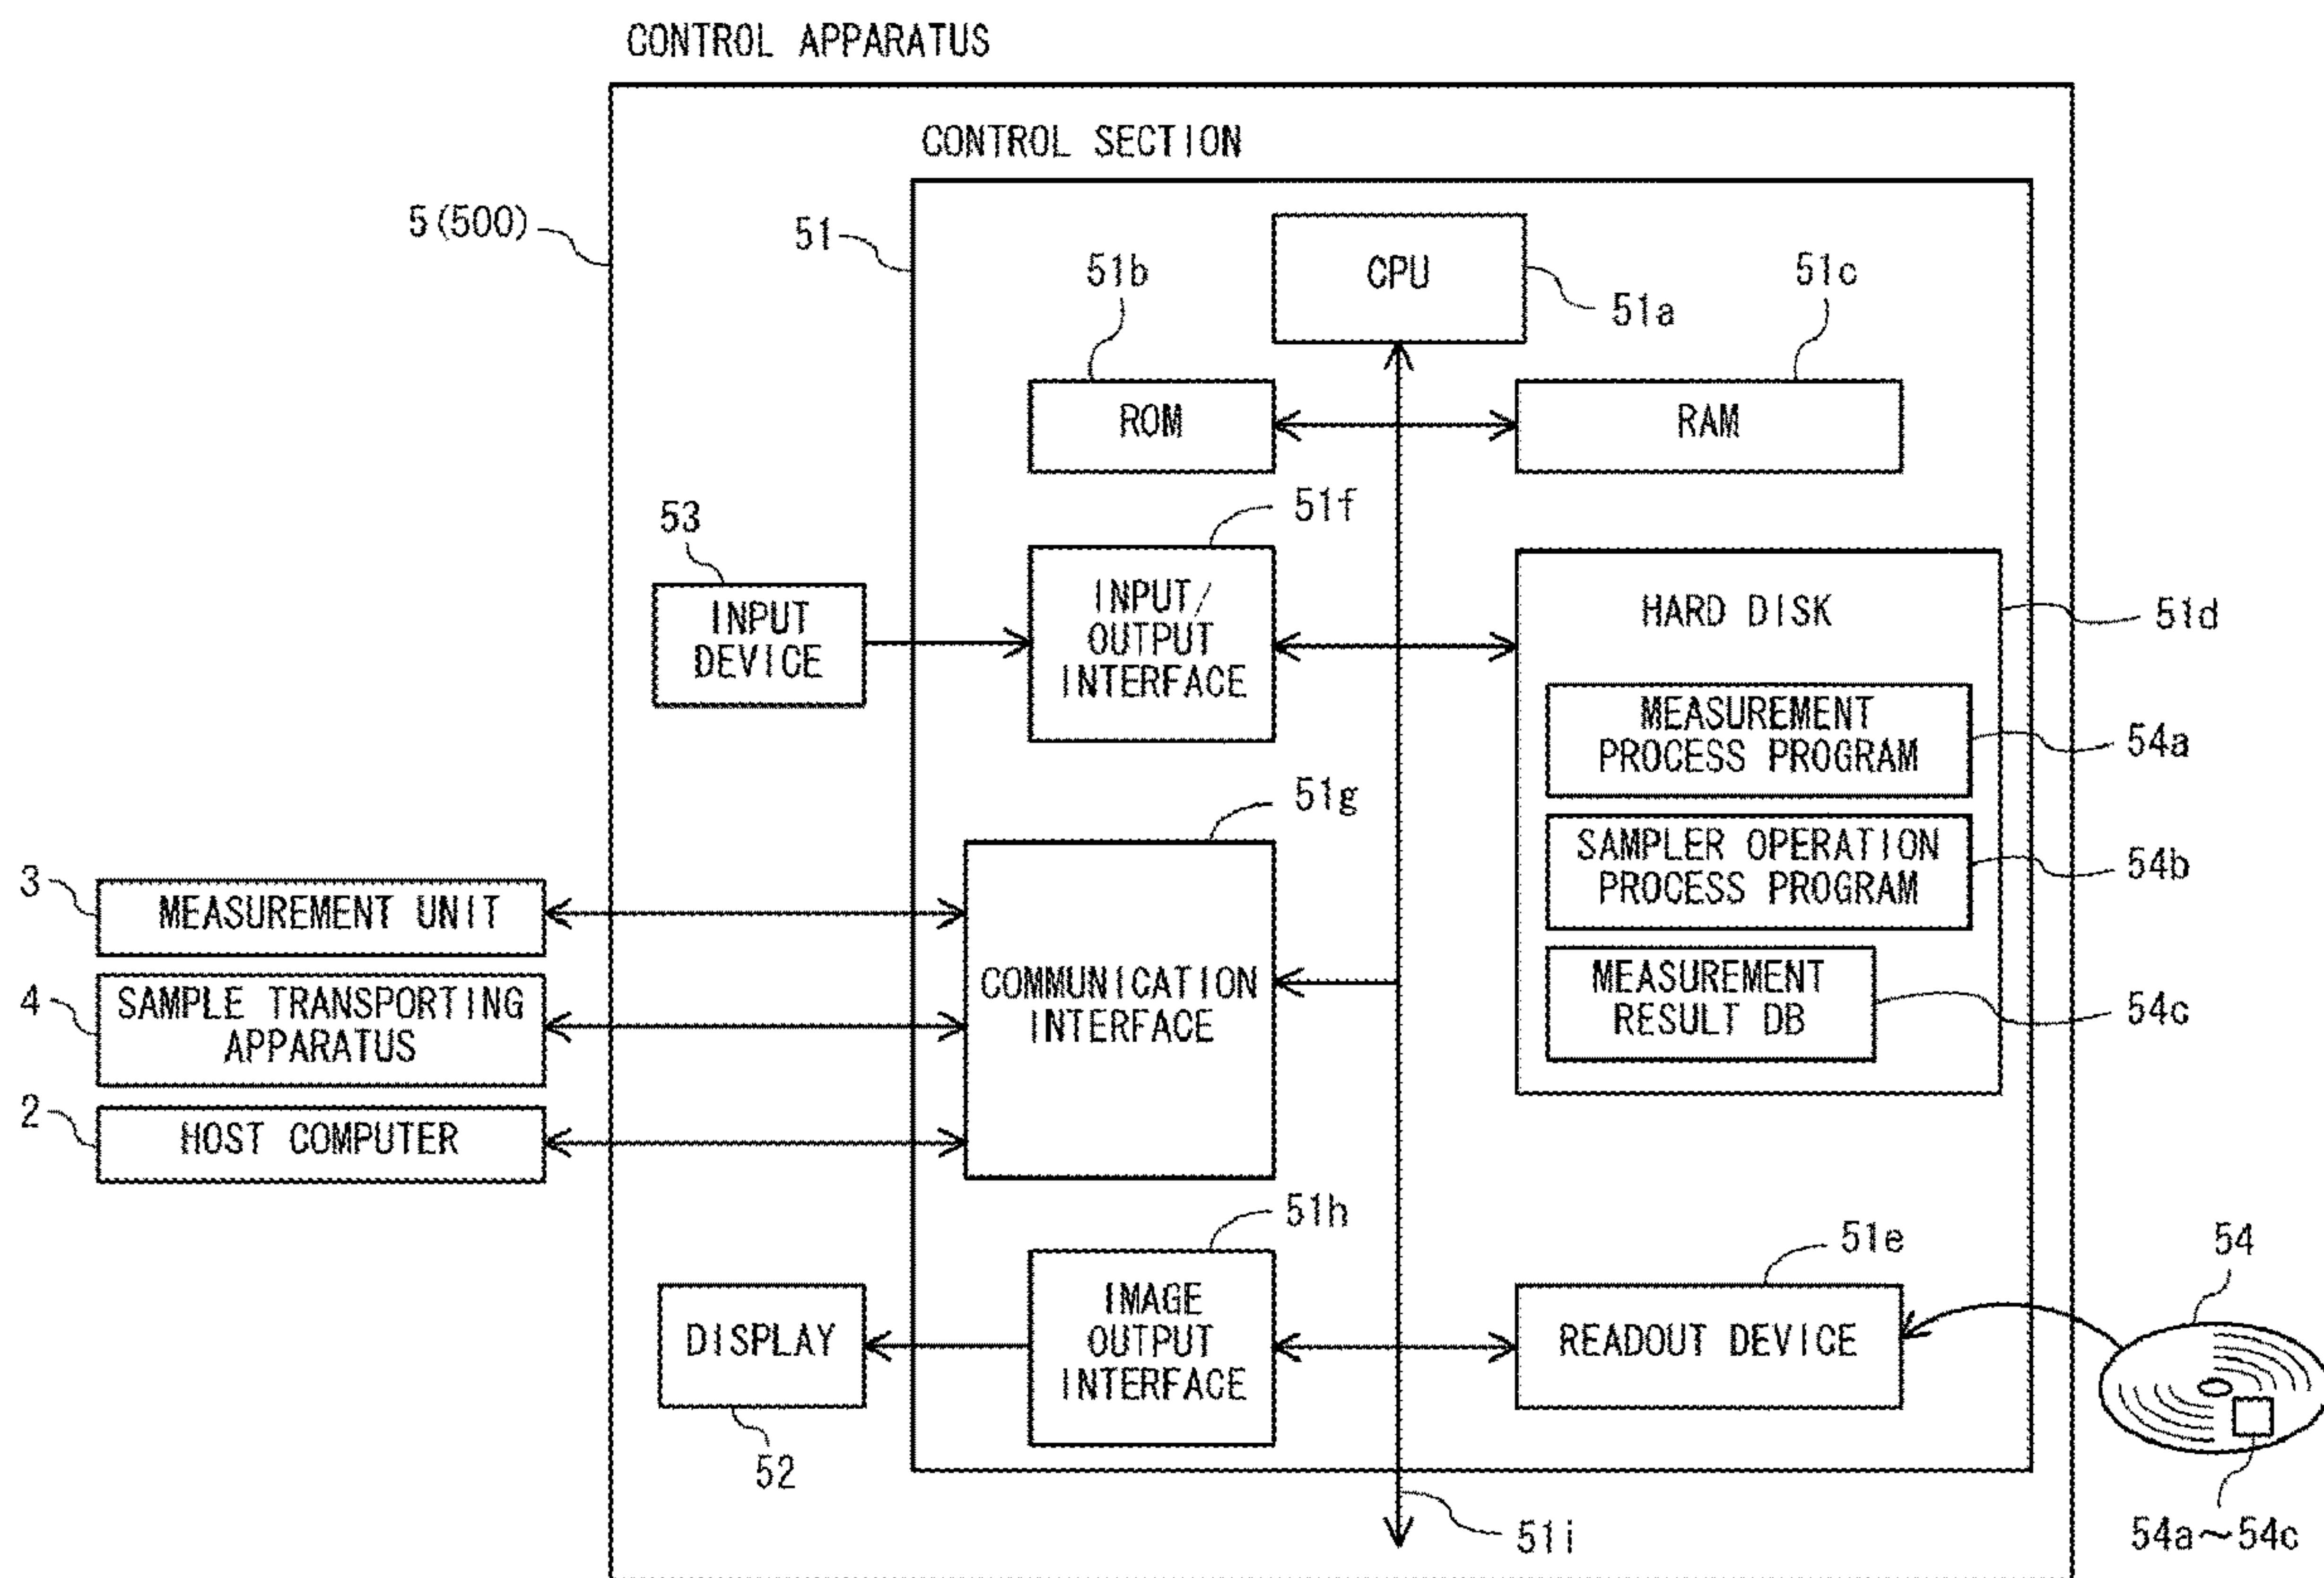 CONTROL APPARATUS
CONTROL SECTION
5(500)
51
CPU
51a
51b
51c
ROM
RAM
51f
53
INPUT
DEVICE
INPUT/
OUTPUT
INTERFACE
HARD DISK
51d
MEASUREMENT
PROCESS PROGRAM
54a
51g
SAMPLER OPERATION
PROCESS PROGRAM
54b
3
MEASUREMENT UNIT
4
SAMPLE TRANSPORTING
APPARATUS
COMMUNICATION
INTERFACE
MEASUREMENT
RESULT DB
54c
2
HOST COMPUTER
51h
51e
54
DISPLAY
52
IMAGE
OUTPUT
INTERFACE
READOUT DEVICE
51i
54a~54c